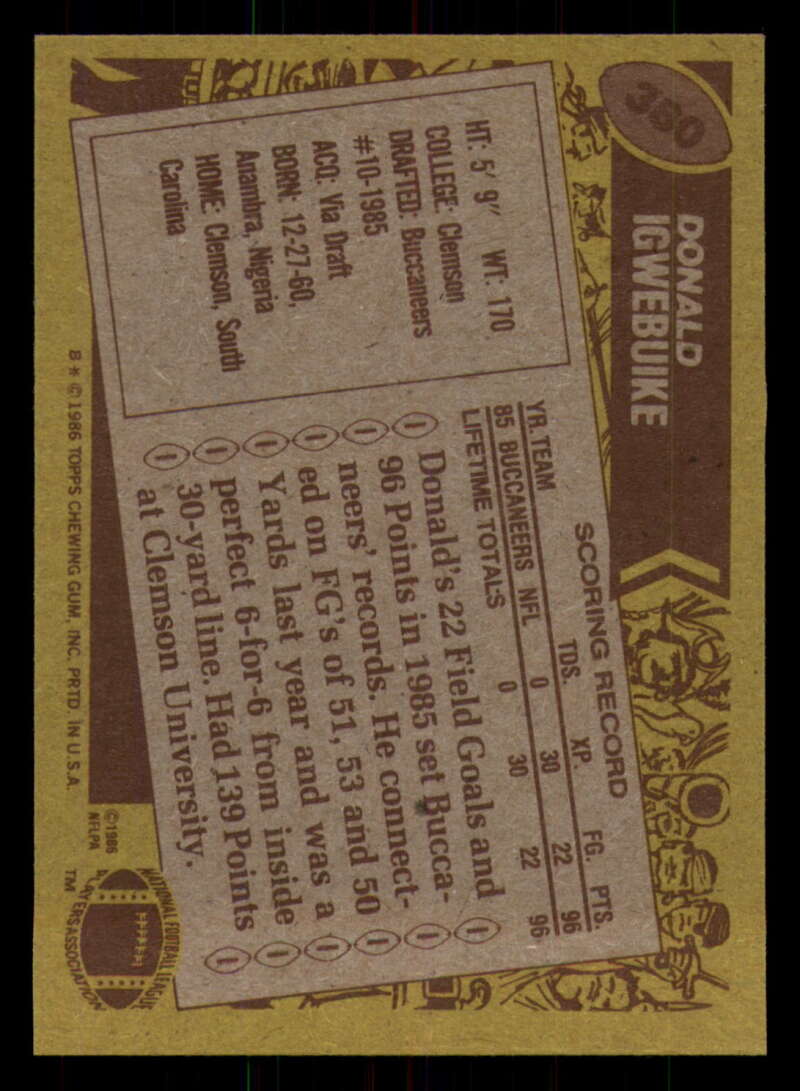 380
DONALD
IGWEBUIKE
HT: 5' 9"   WT: 170
COLLEGE: Clemson
DRAFTED: Buccaneers
#10-1985
ACQ: Via Draft
BORN: 12-27-60,
Anambra, Nigeria
HOME: Clemson, South
Carolina
SCORING RECORD
YR. TEAM TDS. XP. FG. PTS.
85 BUCCANEERS NFL 0 30 22 96
LIFETIME TOTALS 0 30 22 96
Donald's 22 Field Goals and
96 Points in 1985 set Bucca-
neers' records. He connect-
ed on FG's of 51, 53 and 50
Yards last year and was a
perfect 6-for-6 from inside
30-yard line. Had 139 Points
at Clemson University.
B * © 1986 TOPPS CHEWING GUM, INC. PRTD. IN U.S.A.
©1986
NFLPA
NATIONAL FOOTBALL LEAGUE
PLAYERS ASSOCIATION
TM